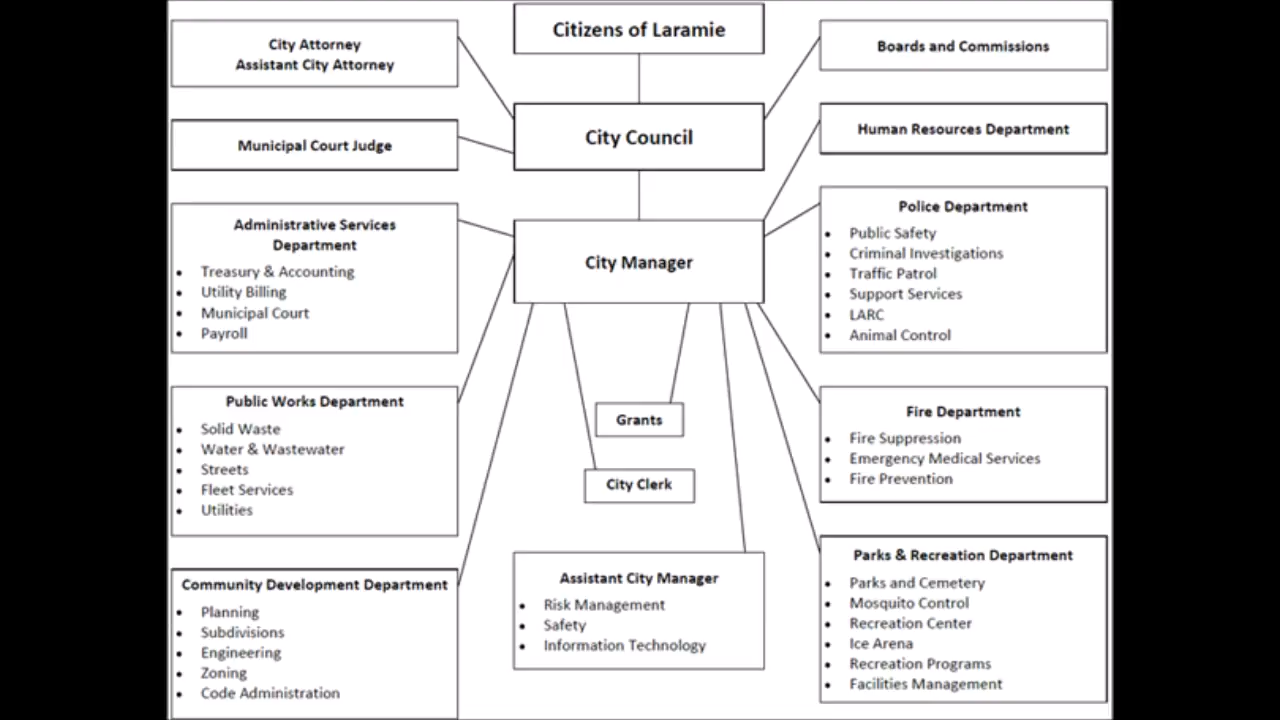 Citizens of Laramie
City Attorney
Assistant City Attorney
Boards and Commissions
City Council
Municipal Court Judge
Human Resources Department
City Manager
Administrative Services
Department
• Treasury & Accounting
• Utility Billing
• Municipal Court
• Payroll
Police Department
• Public Safety
• Criminal Investigations
• Traffic Patrol
• Support Services
• LARC
• Animal Control
Public Works Department
• Solid Waste
• Water & Wastewater
• Streets
• Fleet Services
• Utilities
Grants
City Clerk
Fire Department
• Fire Suppression
• Emergency Medical Services
• Fire Prevention
Community Development Department
• Planning
• Subdivisions
• Engineering
• Zoning
• Code Administration
Assistant City Manager
• Risk Management
• Safety
• Information Technology
Parks & Recreation Department
• Parks and Cemetery
• Mosquito Control
• Recreation Center
• Ice Arena
• Recreation Programs
• Facilities Management